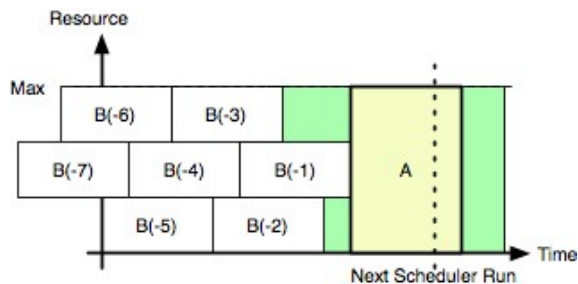 Resource
Max
B(-6) B(-3)
B(-7) B(-4) B(-1) A
B(-5) B(-2)
Time
Next Scheduler Run